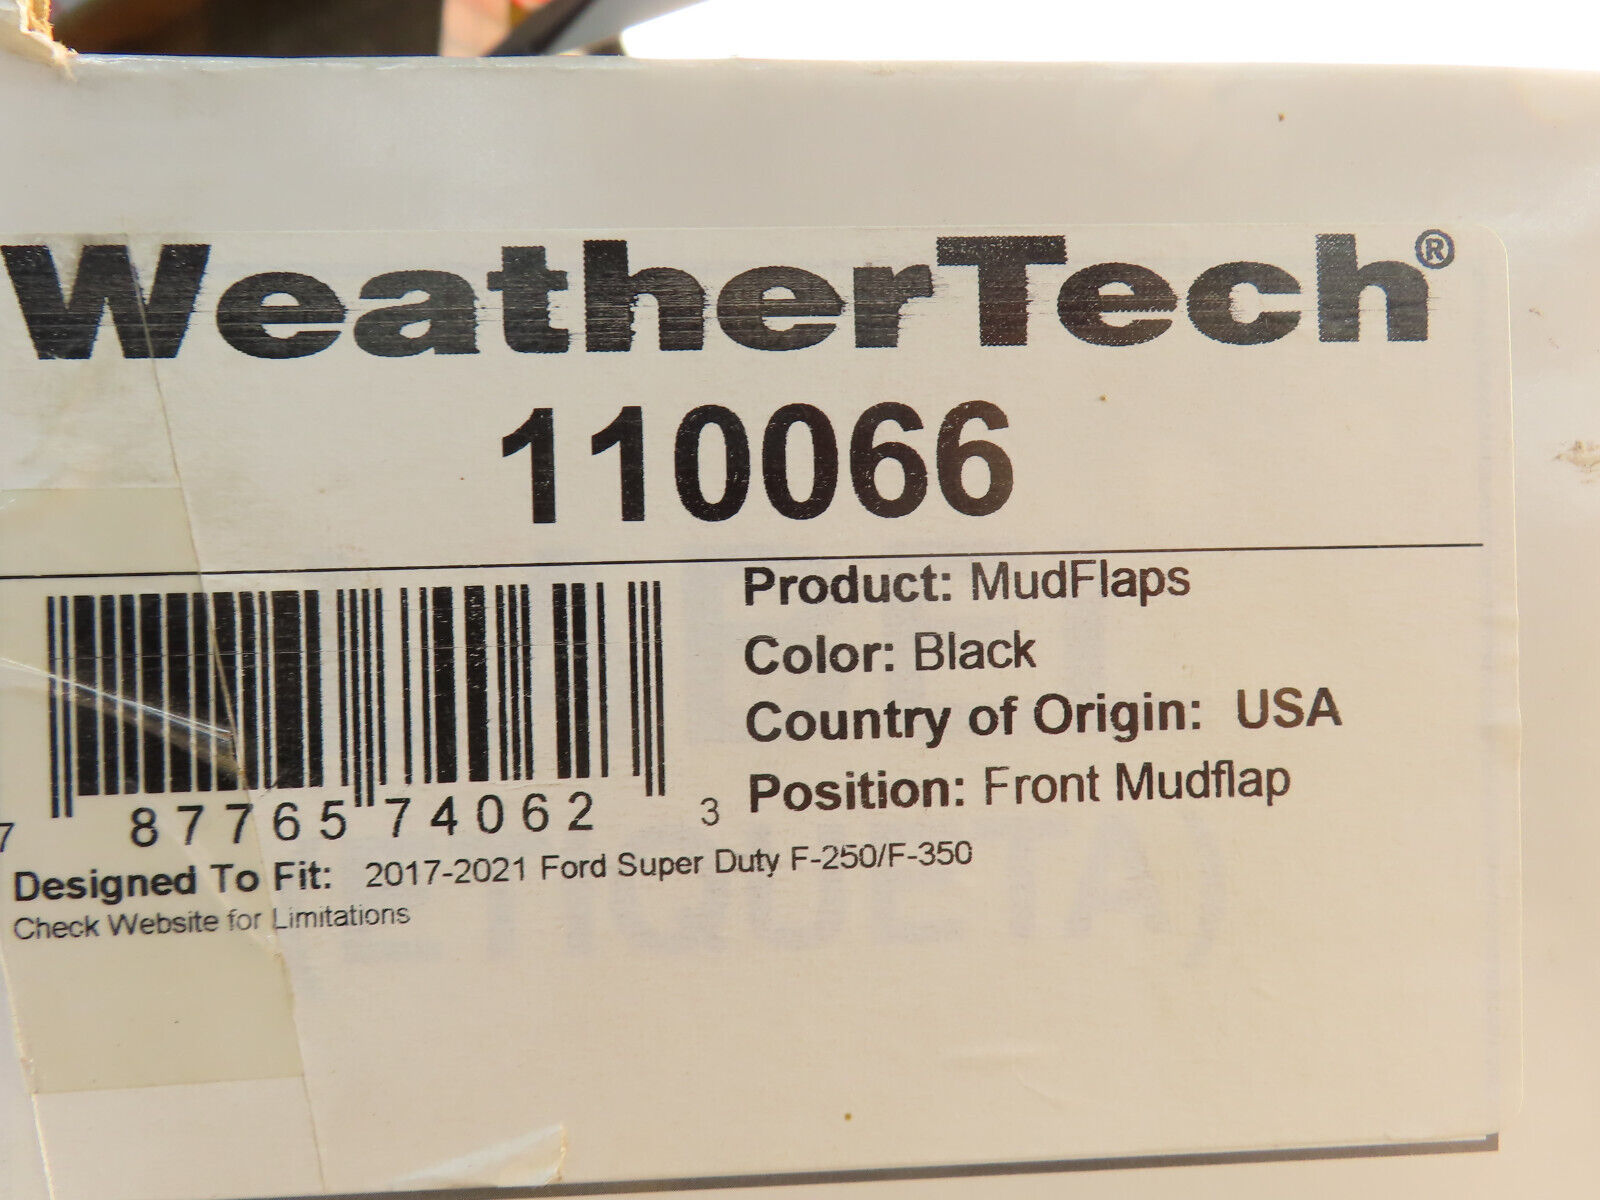 WeatherTech®
110066
Product: MudFlaps
Color: Black
Country of Origin: USA
Position: Front Mudflap
7 87765 74062 3
Designed To Fit: 2017-2021 Ford Super Duty F-250/F-350
Check Website for Limitations